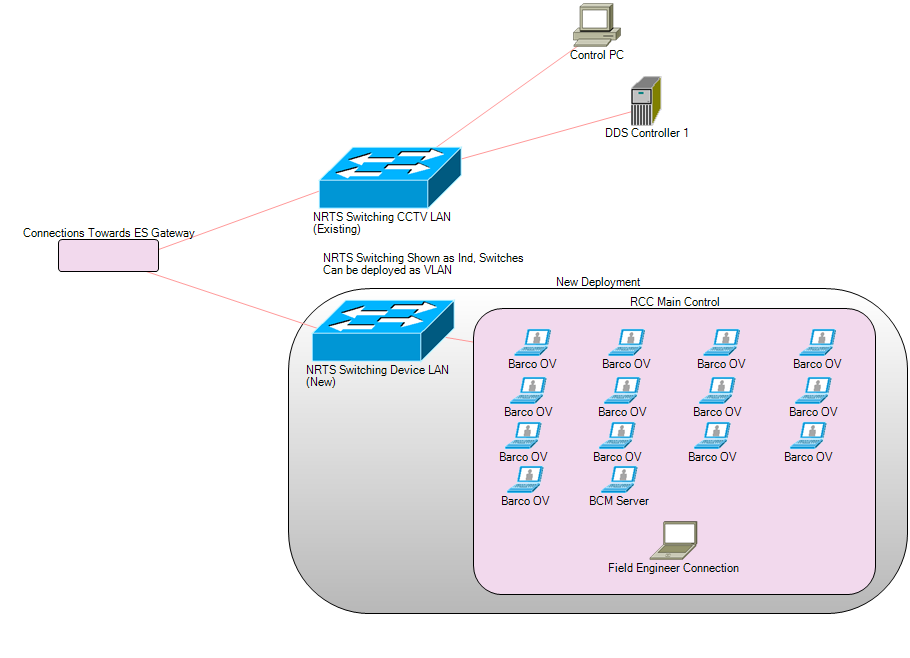 Control PC
DDS Controller 1
NRTS Switching CCTV LAN
(Existing)
Connections Towards ES Gateway
NRTS Switching Shown as Ind, Switches
Can be deployed as VLAN
New Deployment
RCC Main Control
NRTS Switching Device LAN
(New)
Barco OV
Barco OV
Barco OV
Barco OV
Barco OV
Barco OV
Barco OV
Barco OV
Barco OV
Barco OV
Barco OV
Barco OV
Barco OV
BCM Server
Field Engineer Connection